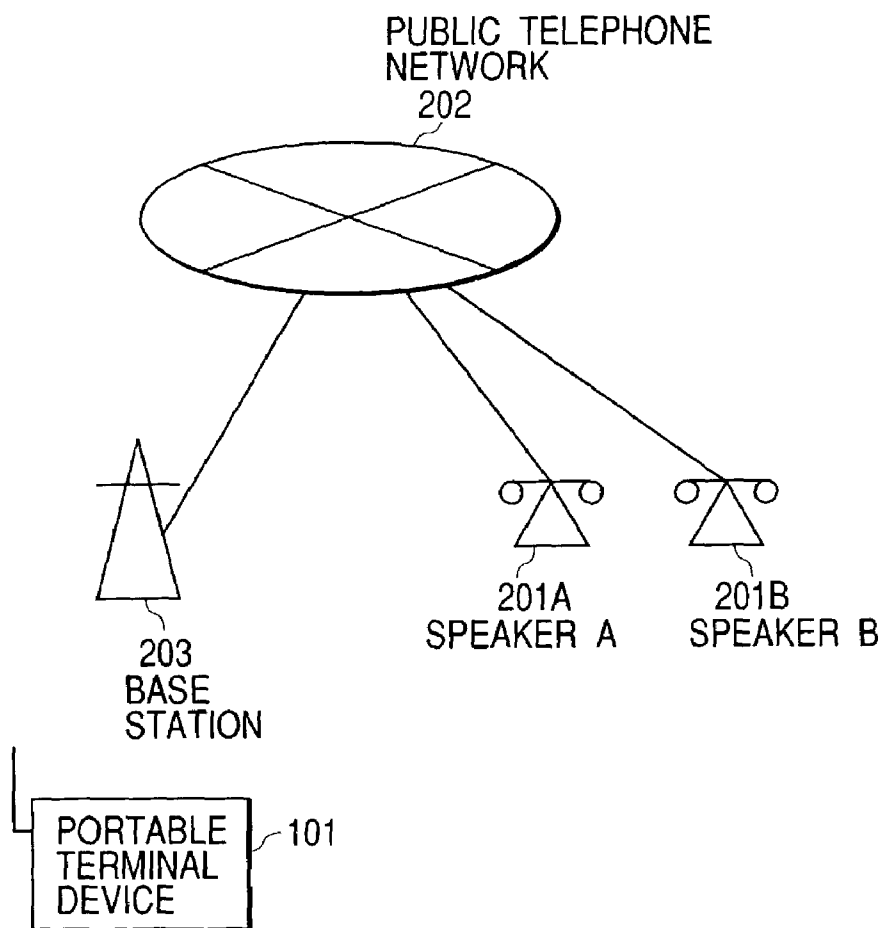 PUBLIC TELEPHONE
NETWORK
202
201A
SPEAKER A
201B
SPEAKER B
203
BASE
STATION
PORTABLE
TERMINAL
DEVICE
101